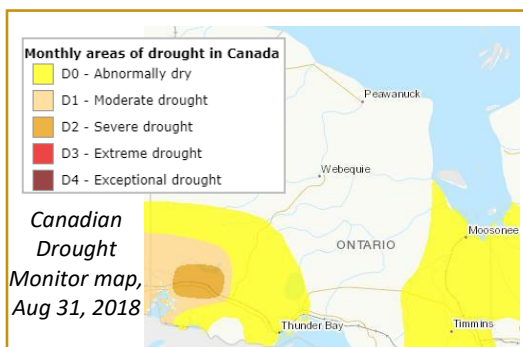 Monthly areas of drought in Canada
D0 - Abnormally dry
D1 - Moderate drought
D2 - Severe drought
D3 - Extreme drought
D4 - Exceptional drought
Canadian
Drought
Monitor map,
Aug 31, 2018
Peawanuck
Webequie
ONTARIO
Moosonee
Thunder Bay
Timmins